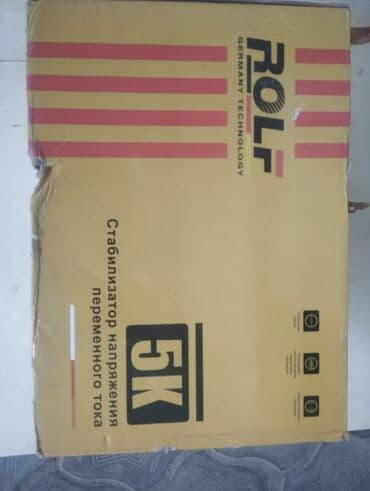 ROLF
GERMANY TECHNOLOGY
5K
Стабилизатор напряжения
переменного тока